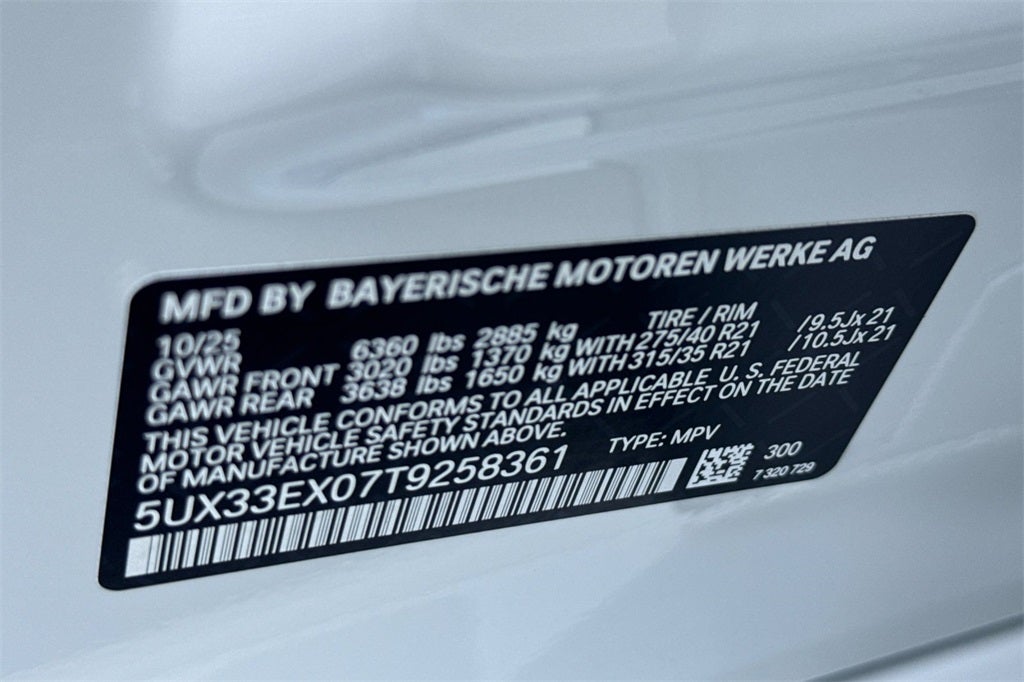 MFD BY BAYERISCHE MOTOREN WERKE AG
10/25 TIRE / RIM
GVWR 6360 lbs 2885 kg
GAWR FRONT 3020 lbs 1370 kg WITH 275/40 R21 /9.5Jx21
GAWR REAR 3638 lbs 1650 kg WITH 315/35 R21 /10.5Jx21
THIS VEHICLE CONFORMS TO ALL APPLICABLE U. S. FEDERAL
MOTOR VEHICLE SAFETY STANDARDS IN EFFECT ON THE DATE
OF MANUFACTURE SHOWN ABOVE.
5UX33EX07T9258361 TYPE: MPV
300
7 320 729